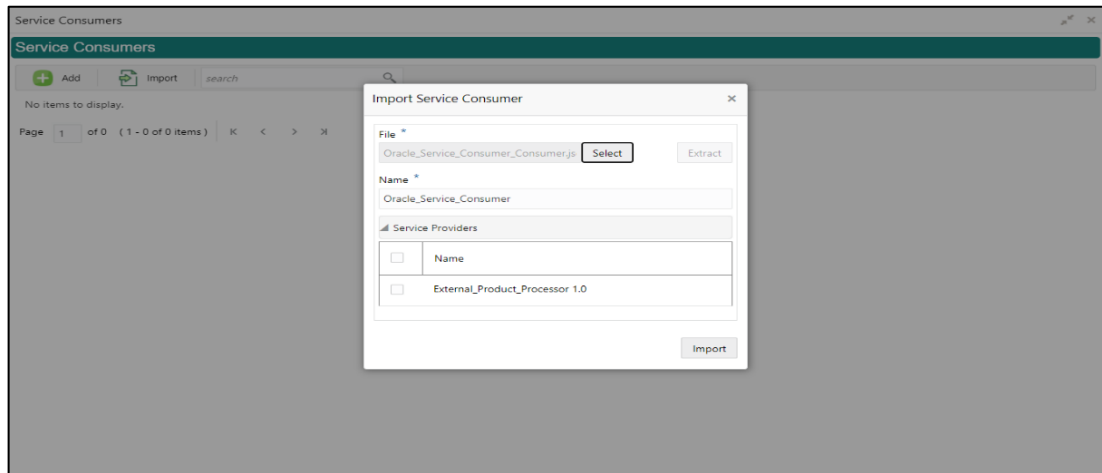 Service Consumers
Service Consumers
Add Import search
No items to display.
Page 1 of 0 (1 - 0 of 0 items)
Import Service Consumer
File *
Oracle_Service_Consumer_Consumer.js Select Extract
Name *
Oracle_Service_Consumer
Service Providers
Name
External_Product_Processor 1.0
Import